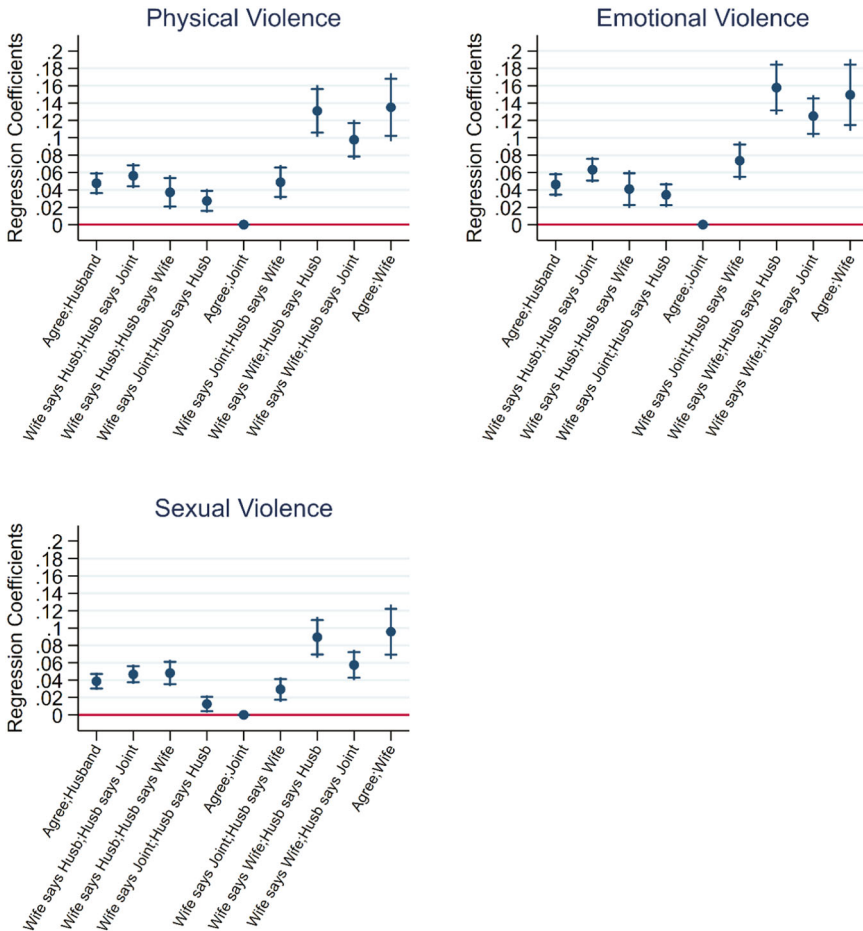 Physical Violence
Regression Coefficients
.2
.18
.16
.14
.12
.1
.08
.06
.04
.02
0
Agree;Husband
Wife says Husb;Husb says Joint
Wife says Husb;Husb says Wife
Wife says Joint;Husb says Husb
Agree;Joint
Wife says Joint;Husb says Wife
Wife says Wife;Husb says Husb
Wife says Wife;Husb says Joint
Agree;Wife
Emotional Violence
Regression Coefficients
.2
.18
.16
.14
.12
.1
.08
.06
.04
.02
0
Agree;Husband
Wife says Husb;Husb says Joint
Wife says Husb;Husb says Wife
Wife says Joint;Husb says Husb
Agree;Joint
Wife says Joint;Husb says Wife
Wife says Wife;Husb says Husb
Wife says Wife;Husb says Joint
Agree;Wife
Sexual Violence
Regression Coefficients
.2
.18
.16
.14
.12
.1
.08
.06
.04
.02
0
Agree;Husband
Wife says Husb;Husb says Joint
Wife says Husb;Husb says Wife
Wife says Joint;Husb says Husb
Agree;Joint
Wife says Joint;Husb says Wife
Wife says Wife;Husb says Husb
Wife says Wife;Husb says Joint
Agree;Wife